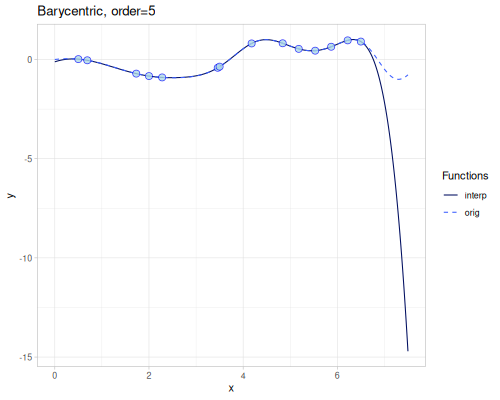 Barycentric, order=5
0
-5
-10
-15
y
0
2
4
6
x
Functions
interp
orig